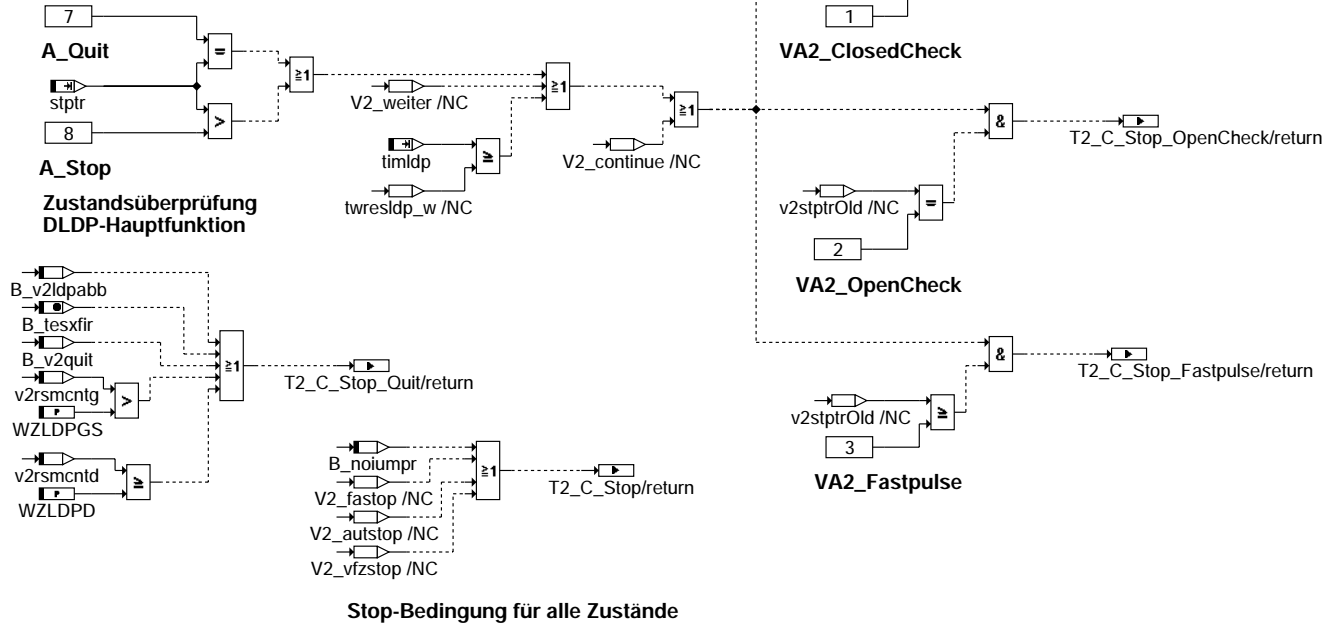 7
A_Quit
=
≧1
stptr
>
8
A_Stop
Zustandsüberprüfung
DLDP-Hauptfunktion
V2_weiter /NC
≧1
timldp
≥
twresldp_w /NC
≧1
V2_continue /NC
1
VA2_ClosedCheck
&
T2_C_Stop_OpenCheck/return
v2stptrOld /NC
=
2
VA2_OpenCheck
B_v2ldpabb
B_tesxfir
B_v2quit
≧1
T2_C_Stop_Quit/return
v2rsmcntg
>
P
WZLDPGS
v2rsmcntd
≥
P
WZLDPD
&
T2_C_Stop_Fastpulse/return
v2stptrOld /NC
≥
3
VA2_Fastpulse
B_noiumpr
≧1
T2_C_Stop/return
V2_fastop /NC
V2_autstop /NC
V2_vfzstop /NC
Stop-Bedingung für alle Zustände